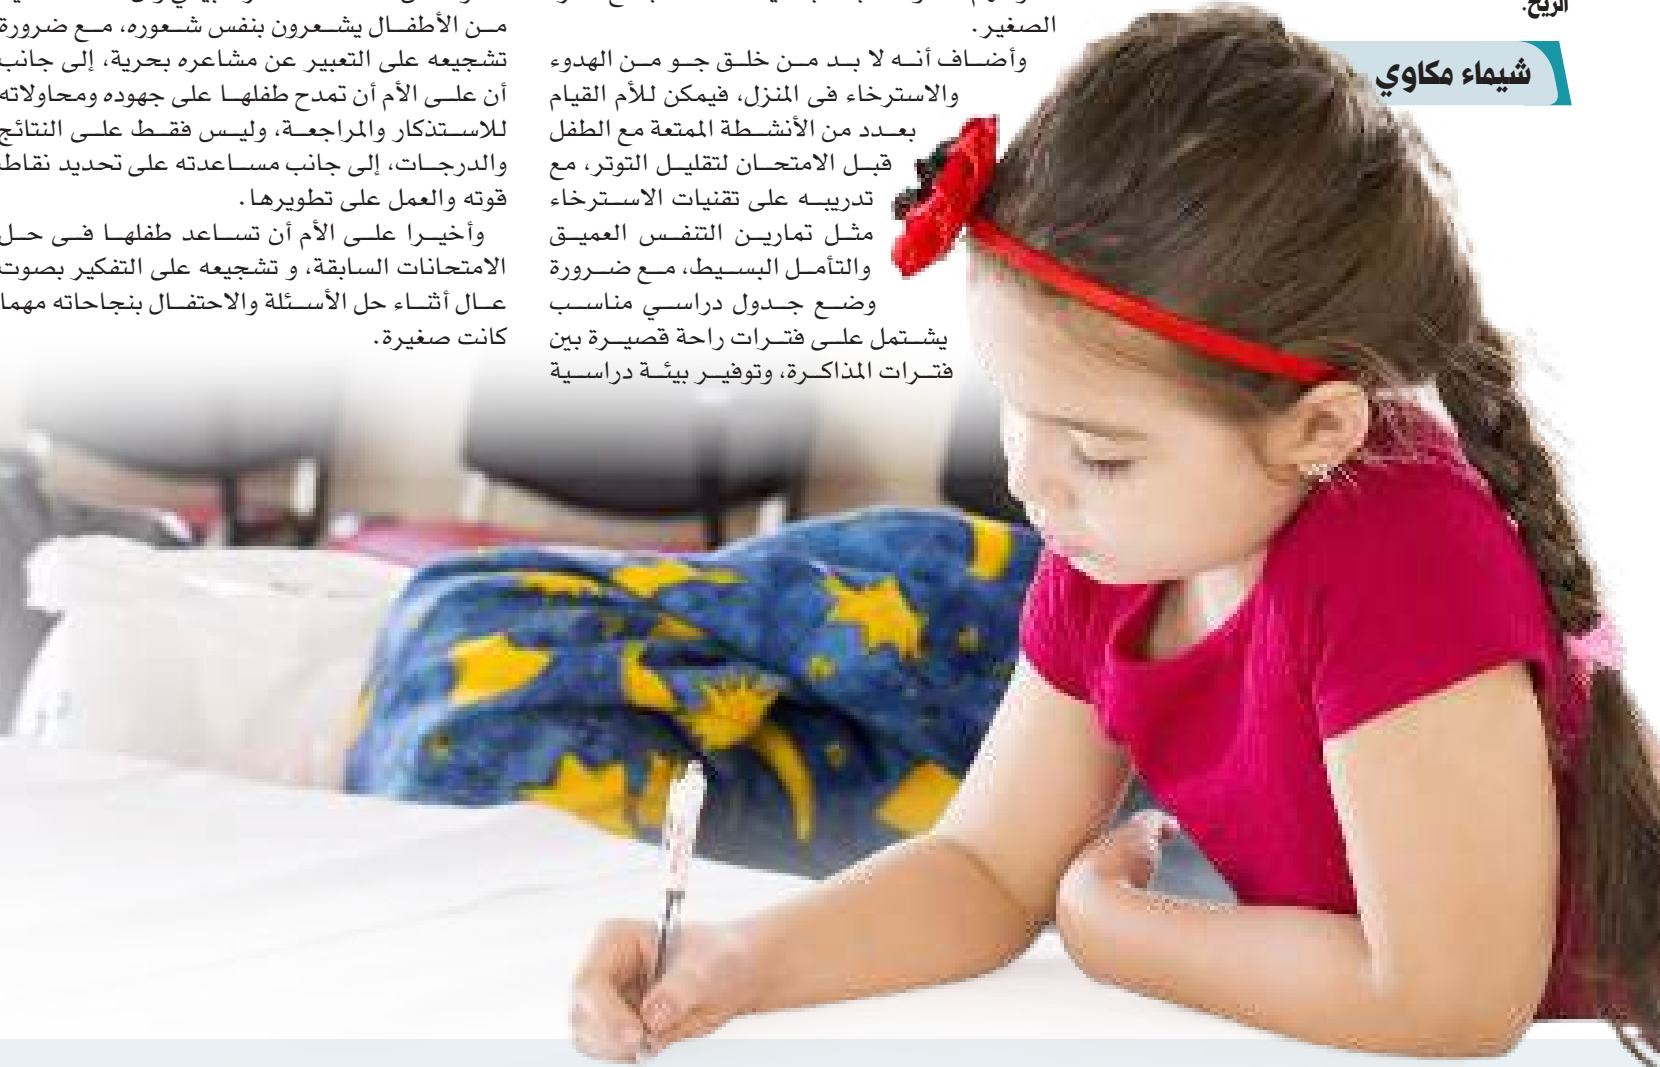 الريح.
شيماء مكاوي
الصغير.
وأضاف أنه لا بد من خلق جو من الهدوء
والاسترخاء فى المنزل، فيمكن للأم القيام
بعدد من الأنشطة الممتعة مع الطفل
قبل الامتحان لتقليل التوتر، مع
تدريبه على تقنيات الاسترخاء
مثل تمارين التنفس العميق
والتأمل البسيط، مع ضرورة
وضع جدول دراسي مناسب
يشتمل على فترات راحة قصيرة بين
فترات المذاكرة، وتوفير بيئة دراسية
من الأطفال يشعرون بنفس شعوره، مع ضرورة
تشجيعه على التعبير عن مشاعره بحرية، إلى جانب
أن على الأم أن تمدح طفلها على جهوده ومحاولاته
للاستذكار والمراجعة، وليس فقط على النتائج
والدرجات، إلى جانب مساعدته على تحديد نقاط
قوته والعمل على تطويرها.
وأخيرا على الأم أن تساعد طفلها فى حل
الامتحانات السابقة، و تشجيعه على التفكير بصوت
عال أثناء حل الأسئلة والاحتفال بنجاحاته مهما
كانت صغيرة.